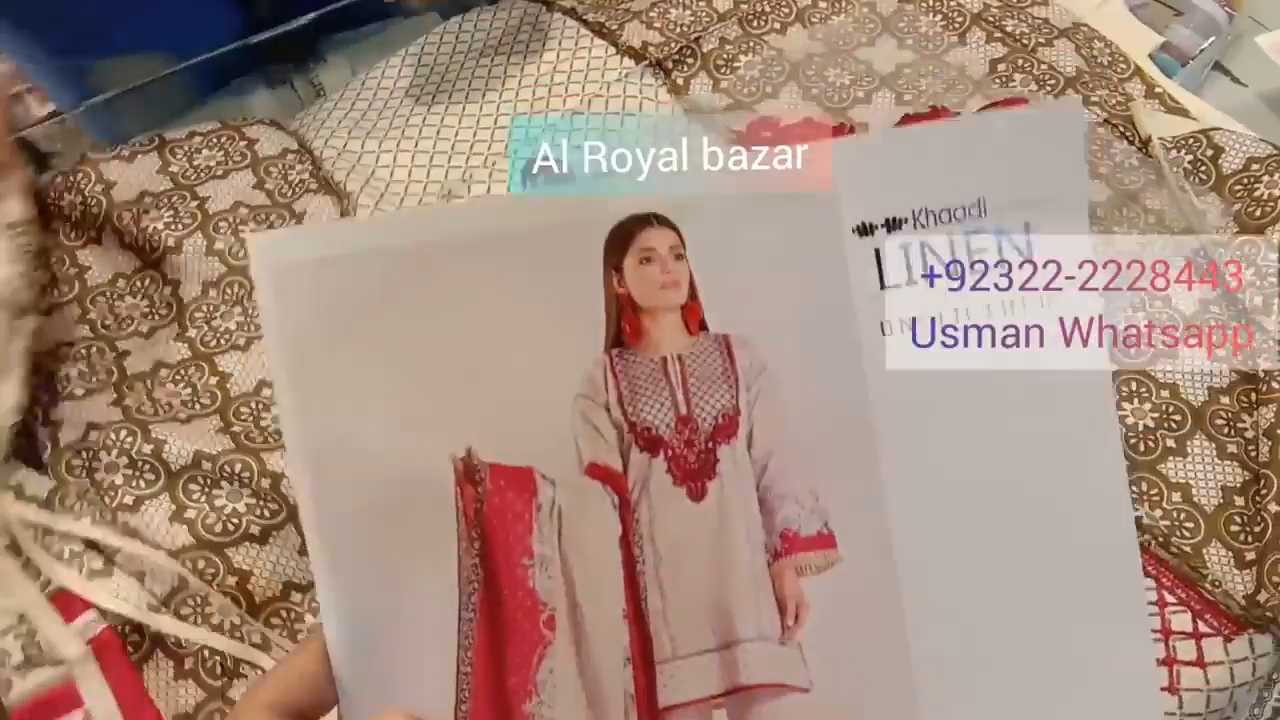 Al Royal bazar
Khaadi
LINEN
+92322-2228443
Usman Whatsapp